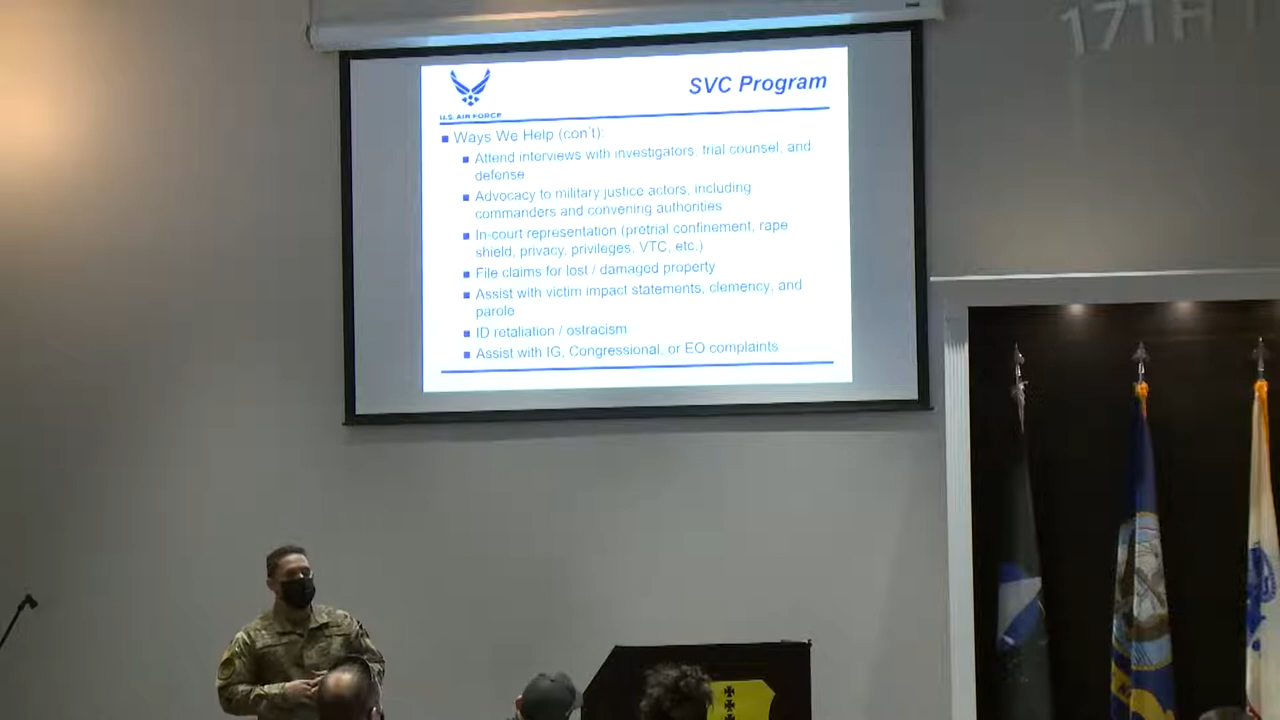 17TH
U.S. AIR FORCE
SVC Program
Ways We Help (con't):
Attend interviews with investigators, trial counsel, and
defense
Advocacy to military justice actors, including
commanders and convening authorities
In-court representation (pretrial confinement, rape
shield, privacy, privileges, VTC, etc.)
File claims for lost / damaged property
Assist with victim impact statements, clemency, and
parole
ID retaliation / ostracism
Assist with IG, Congressional, or EO complaints